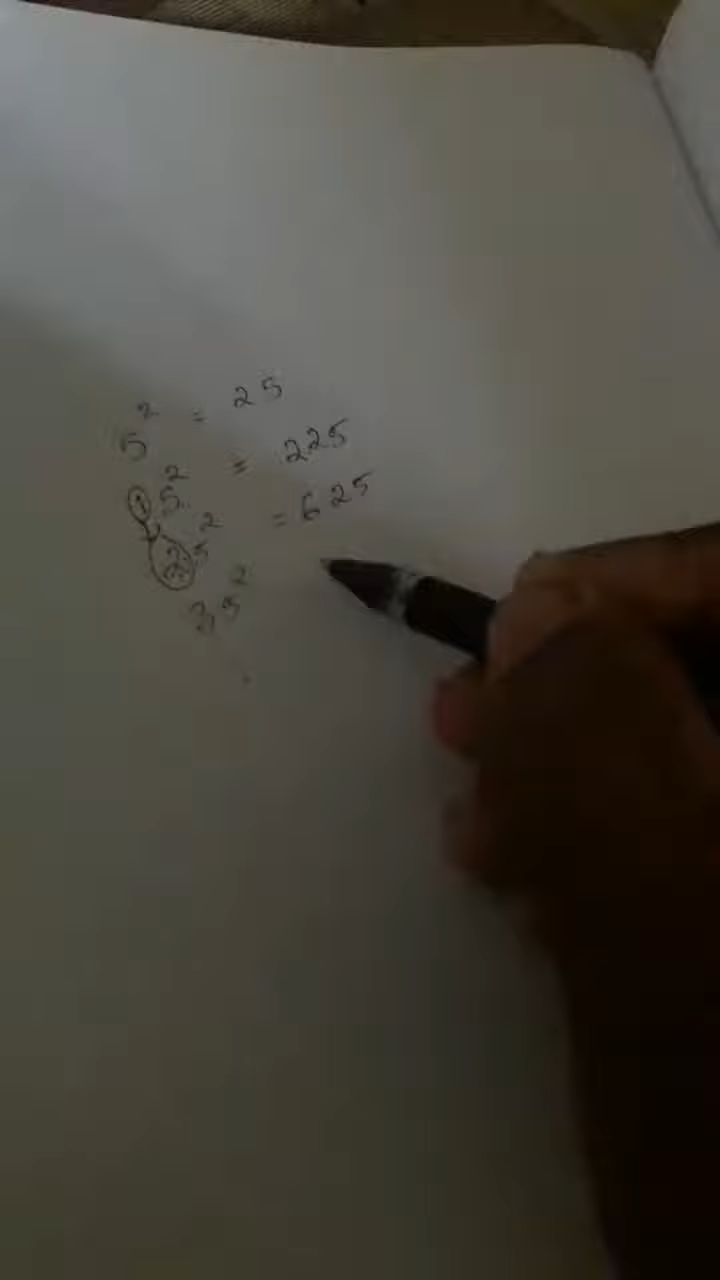 5² = 25
15² = 225
25² = 625
35²